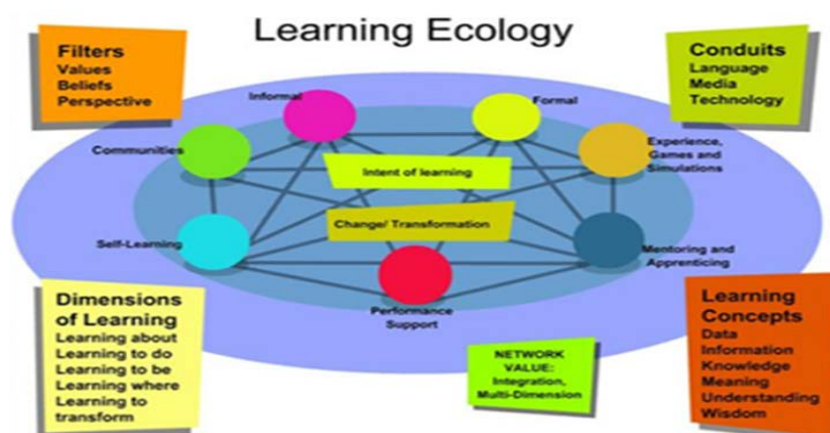 Learning Ecology
Filters
Values
Beliefs
Perspective
Conduits
Language
Media
Technology
Informal
Formal
Communities
Experience,
Games and
Simulations
Intent of learning
Change/ Transformation
Self-Learning
Mentoring and
Apprenticing
Performance
Support
Dimensions
of Learning
Learning about
Learning to do
Learning to be
Learning where
Learning to
transform
NETWORK
VALUE:
Integration,
Multi-Dimension
Learning
Concepts
Data
Information
Knowledge
Meaning
Understanding
Wisdom